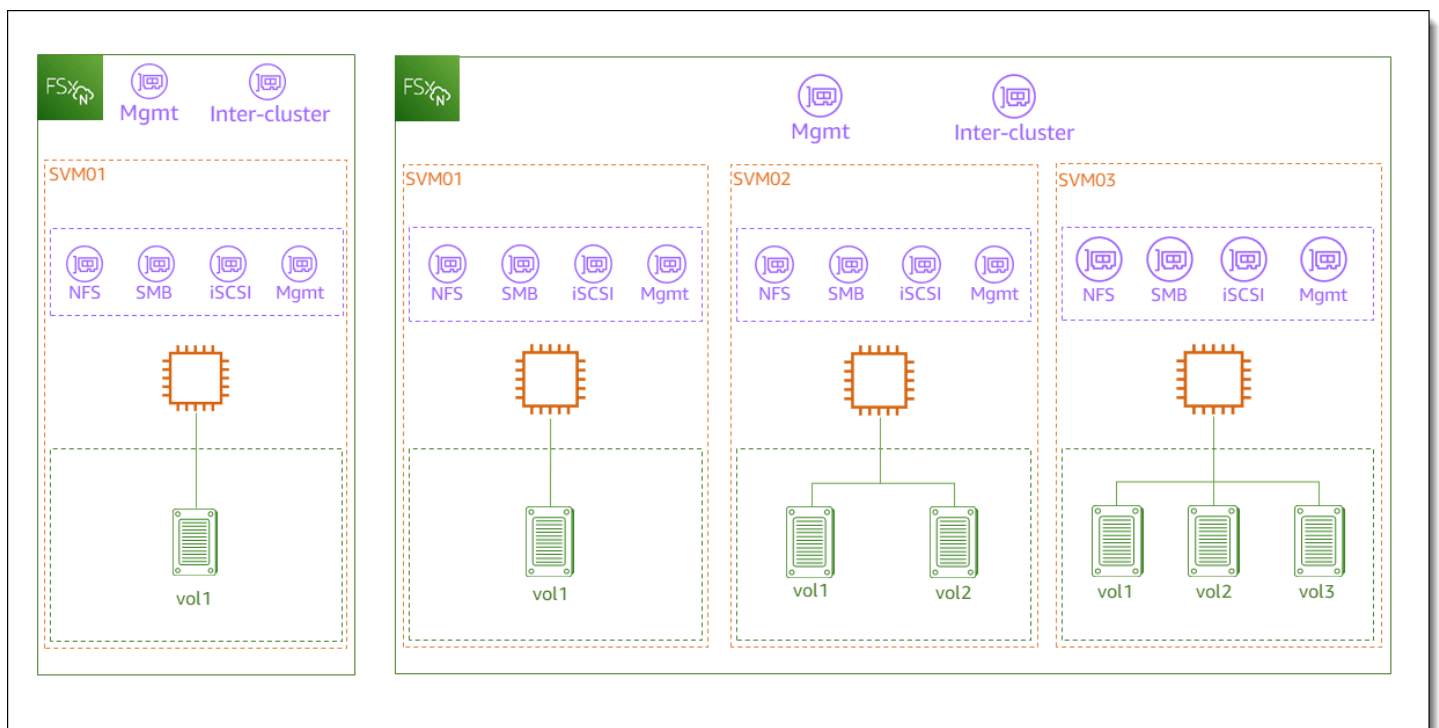 FSx
N
Mgmt
Inter-cluster
SVM01
NFS SMB iSCSI Mgmt
vol1
FSx
N
Mgmt
Inter-cluster
SVM01
NFS SMB iSCSI Mgmt
vol1
SVM02
NFS SMB iSCSI Mgmt
vol1 vol2
SVM03
NFS SMB iSCSI Mgmt
vol1 vol2 vol3